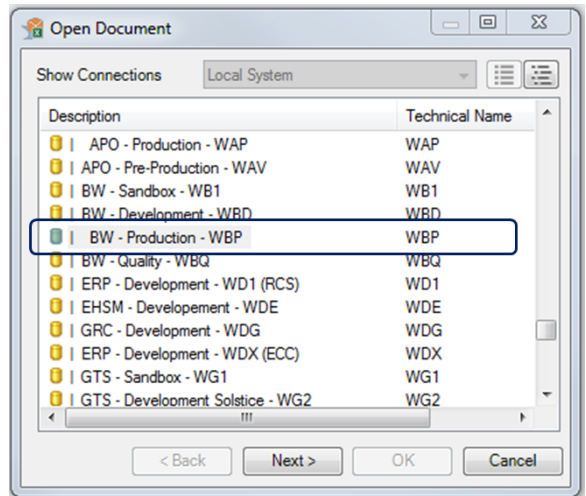 Open Document
Show Connections Local System
Description Technical Name
| APO - Production - WAP WAP
| APO - Pre-Production - WAV WAV
| BW - Sandbox - WB1 WB1
| BW - Development - WBD WBD
| BW - Production - WBP WBP
| BW - Quality - WBQ WBQ
| ERP - Development - WD1 (RCS) WD1
| EHSM - Developement - WDE WDE
| GRC - Development - WDG WDG
| ERP - Development - WDX (ECC) WDX
| GTS - Sandbox - WG1 WG1
| GTS - Development Solstice - WG2 WG2
< Back Next > OK Cancel